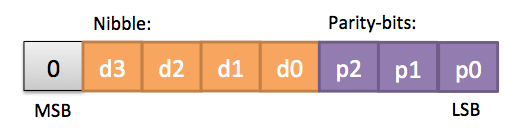 Nibble: Parity-bits:
0 d3 d2 d1 d0 p2 p1 p0
MSB LSB